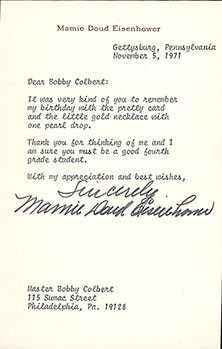 Mamie Doud Eisenhower
Gettysburg, Pennsylvania
November 5, 1971
Dear Bobby Colbert:
It was very kind of you to remember
my birthday with the pretty card
and the little gold necklace with
one pearl drop.
Thank you for thinking of me and I
am sure you must be a good fourth
grade student.
With my appreciation and best wishes,
Sincerely
Mamie Doud Eisenhower
Master Bobby Colbert
115 Sumac Street
Philadelphia, Pa. 19128